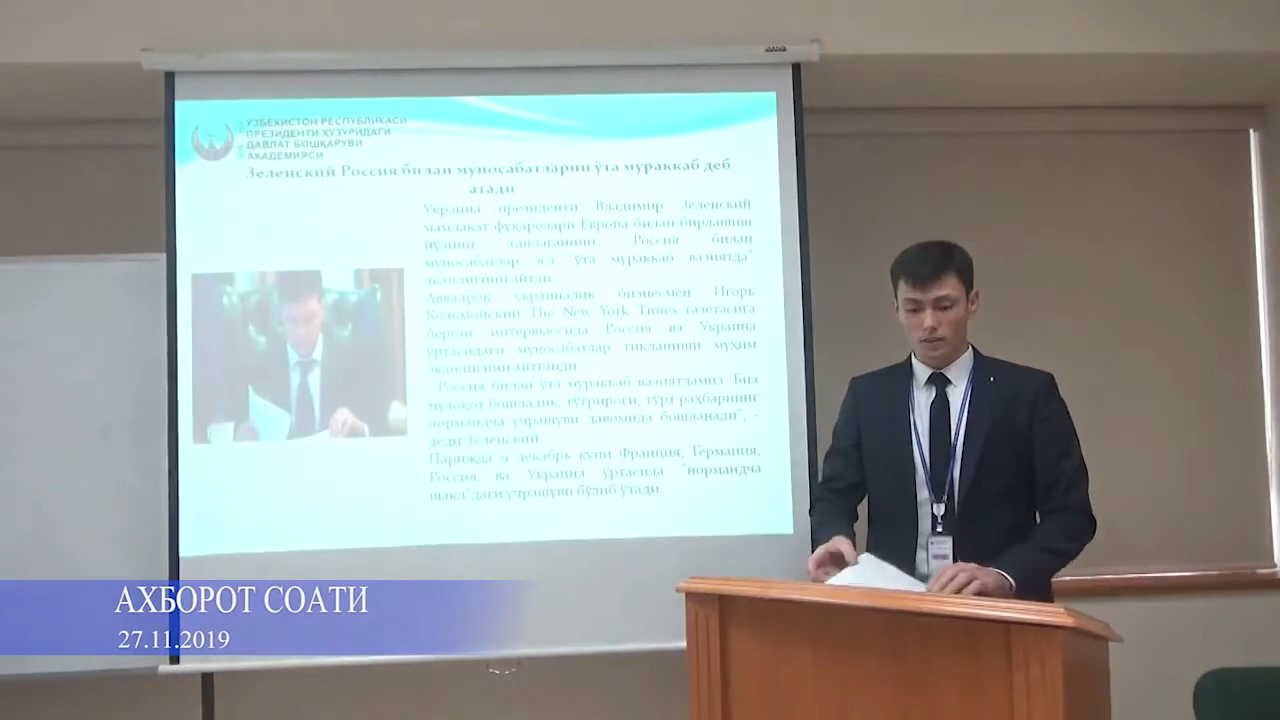 ЎЗБЕКИСТОН РЕСПУБЛИКАСИ
ПРЕЗИДЕНТИ ҲУЗУРИДАГИ
ДАВЛАТ БОШҚАРУВИ
АКАДЕМИЯСИ
Зеленский Россия билан муносабатларни ўта мураккаб деб
атади
Украина президенти Владимир Зеленский
мамлакат фуқаролари Европа билан бирлашиш
йўлини танлаганини, Россия билан
муносабатлар эса "ўта мураккаб вазиятда"
эканлигини айтди.
Аввалроқ украиналик бизнесмен Игорь
Коломойский The New York Times газетасига
берган интервьюсида Россия ва Украина
ўртасидаги муносабатлар тикланиши муҳим
эканлигини айтганди.
"Россия билан ўта мураккаб вазиятдамиз. Биз
мулоқот бошладик, тўғрироғи, тўрт раҳбарнинг
нормандча учрашуви давомида бошланади", -
деди Зеленский.
Парижда 9 декабрь куни Франция, Германия,
Россия ва Украина ўртасида "нормандча
шакл"даги учрашуви бўлиб ўтади.
АХБОРОТ СОАТИ
27.11.2019